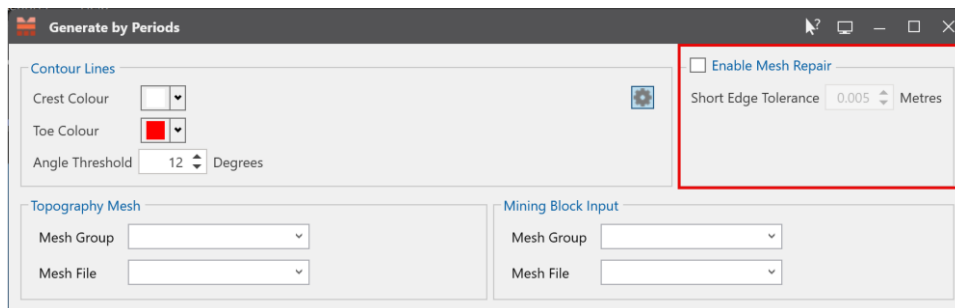 Generate by Periods
Contour Lines
Crest Colour
Toe Colour
Angle Threshold 12 Degrees
Enable Mesh Repair
Short Edge Tolerance 0.005 Metres
Topography Mesh
Mesh Group
Mesh File
Mining Block Input
Mesh Group
Mesh File